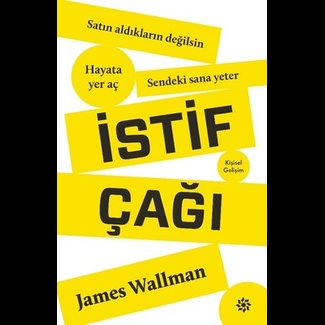 Satın aldıkların değilsin
Hayata
yer aç
Sendeki sana yeter
İSTİF
Kişisel
Gelişim
ÇAĞI
James Wallman